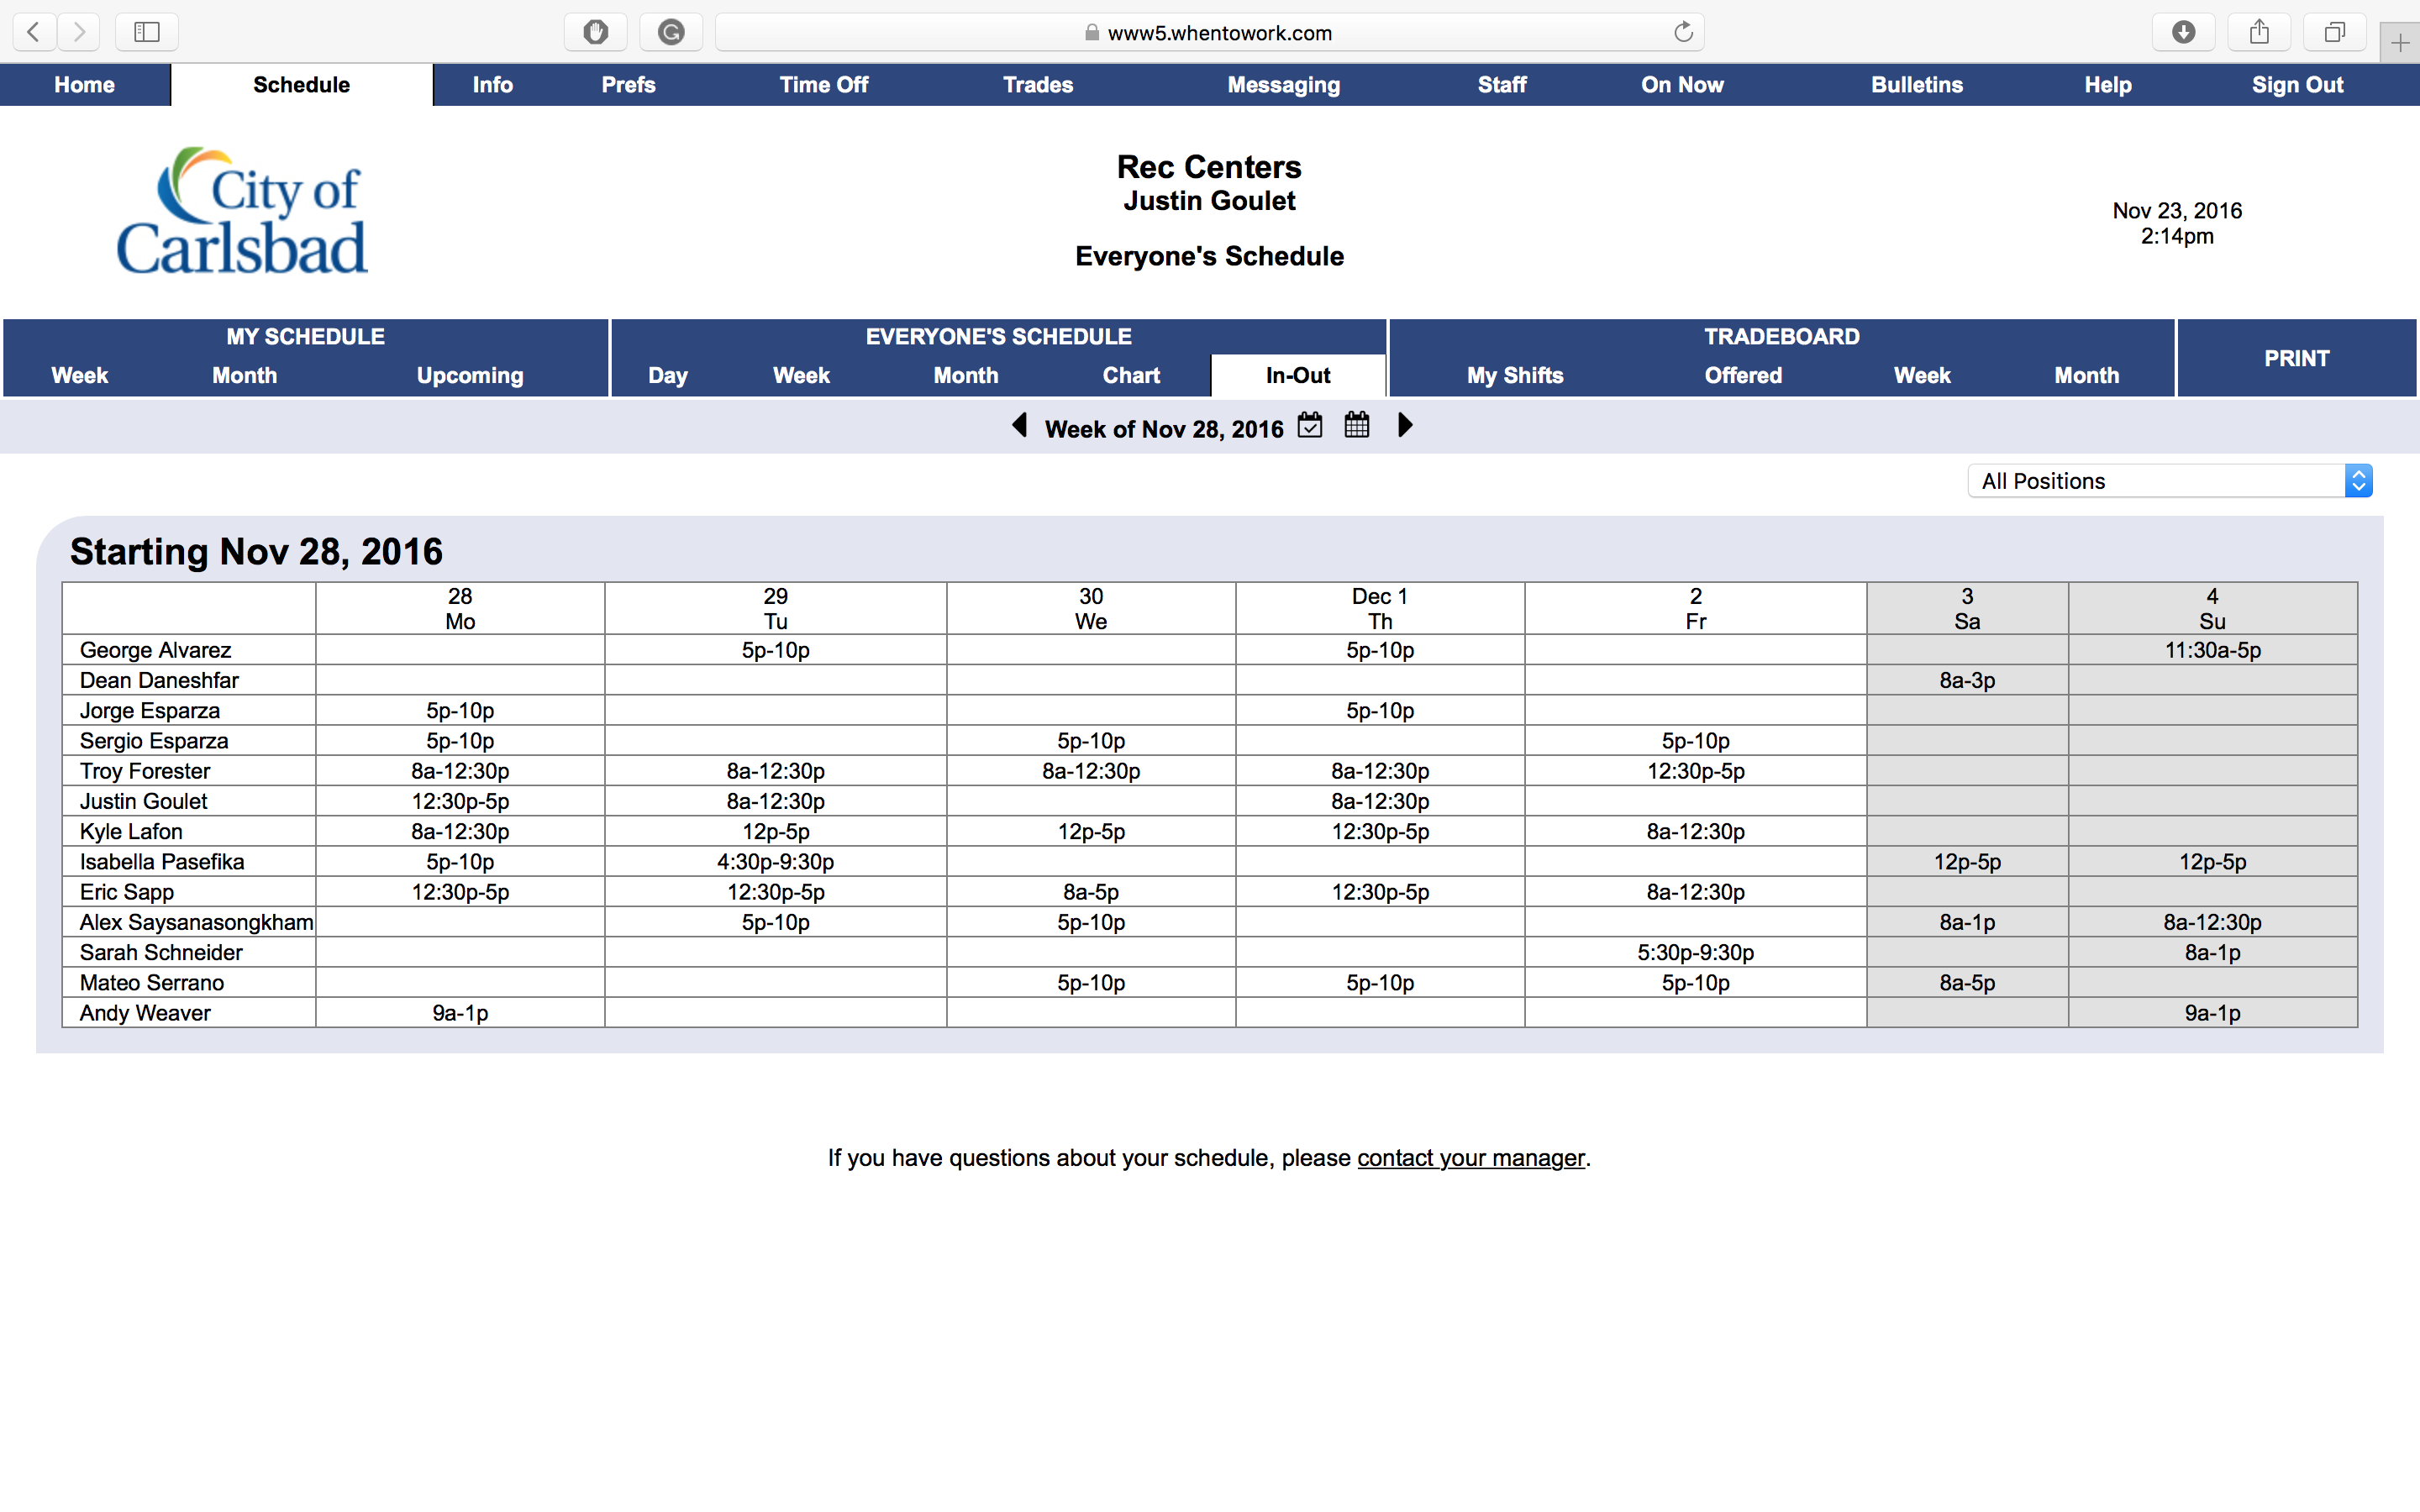 www5.whentowork.com
Home Schedule Info Prefs Time Off Trades Messaging Staff On Now Bulletins Help Sign Out
City of
Carlsbad
Rec Centers
Justin Goulet
Everyone's Schedule
Nov 23, 2016
2:14pm
MY SCHEDULE EVERYONE'S SCHEDULE TRADEBOARD PRINT
Week Month Upcoming Day Week Month Chart In-Out My Shifts Offered Week Month
Week of Nov 28, 2016
All Positions
Starting Nov 28, 2016
28 29 30 Dec 1 2 3 4
Mo Tu We Th Fr Sa Su
George Alvarez 5p-10p 5p-10p 11:30a-5p
Dean Daneshfar 8a-3p
Jorge Esparza 5p-10p 5p-10p
Sergio Esparza 5p-10p 5p-10p 5p-10p
Troy Forester 8a-12:30p 8a-12:30p 8a-12:30p 8a-12:30p 12:30p-5p
Justin Goulet 12:30p-5p 8a-12:30p 8a-12:30p
Kyle Lafon 8a-12:30p 12p-5p 12p-5p 12:30p-5p 8a-12:30p
Isabella Pasefika 5p-10p 4:30p-9:30p 12p-5p 12p-5p
Eric Sapp 12:30p-5p 12:30p-5p 8a-5p 12:30p-5p 8a-12:30p
Alex Saysanasongkham 5p-10p 5p-10p 8a-1p 8a-12:30p
Sarah Schneider 5:30p-9:30p 8a-1p
Mateo Serrano 5p-10p 5p-10p 5p-10p 8a-5p
Andy Weaver 9a-1p 9a-1p
If you have questions about your schedule, please contact your manager.